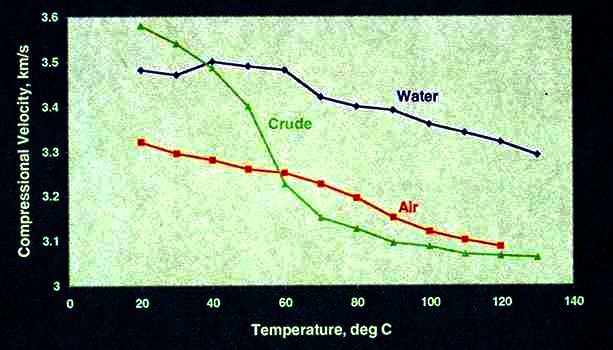 3.6
3.5
3.4
3.3
3.2
3.1
3
Compressional Velocity, km/s
Water
Crude
Air
0 20 40 60 80 100 120 140
Temperature, deg C